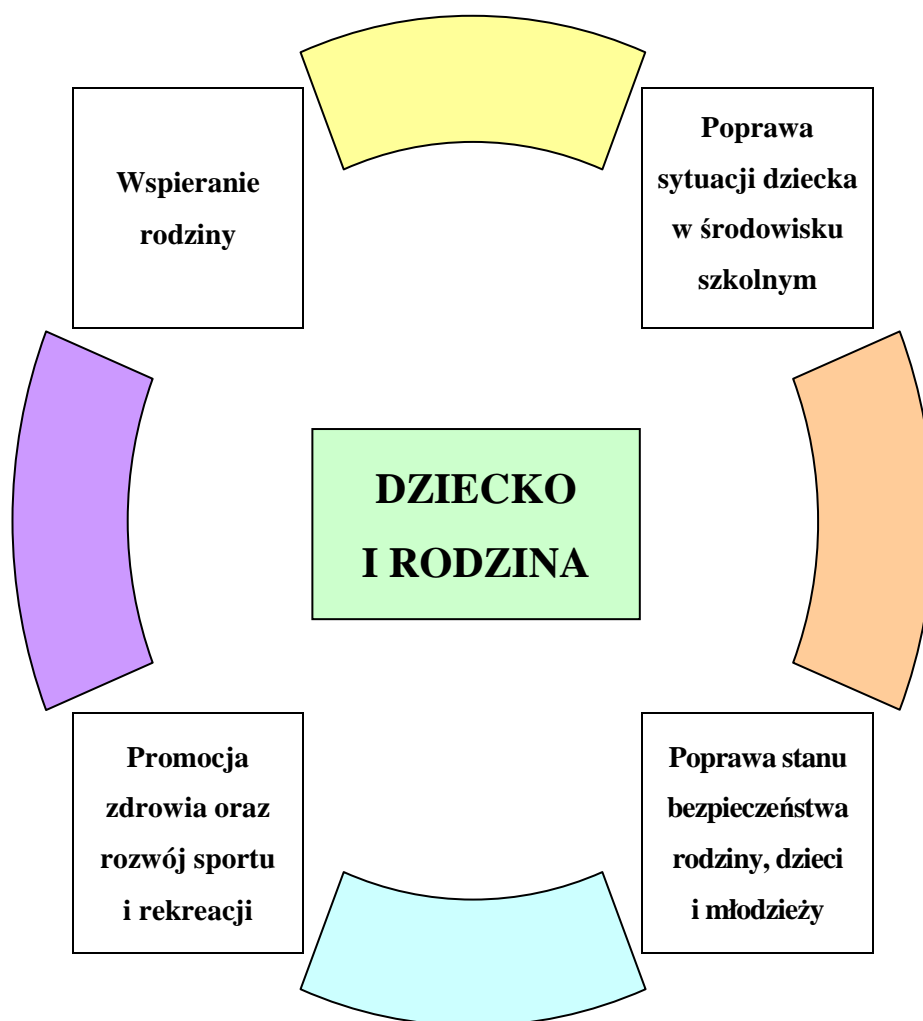 Wspieranie
rodziny
Poprawa
sytuacji dziecka
w środowisku
szkolnym
DZIECKO
I RODZINA
Promocja
zdrowia oraz
rozwój sportu
i rekreacji
Poprawa stanu
bezpieczeństwa
rodziny, dzieci
i młodzieży